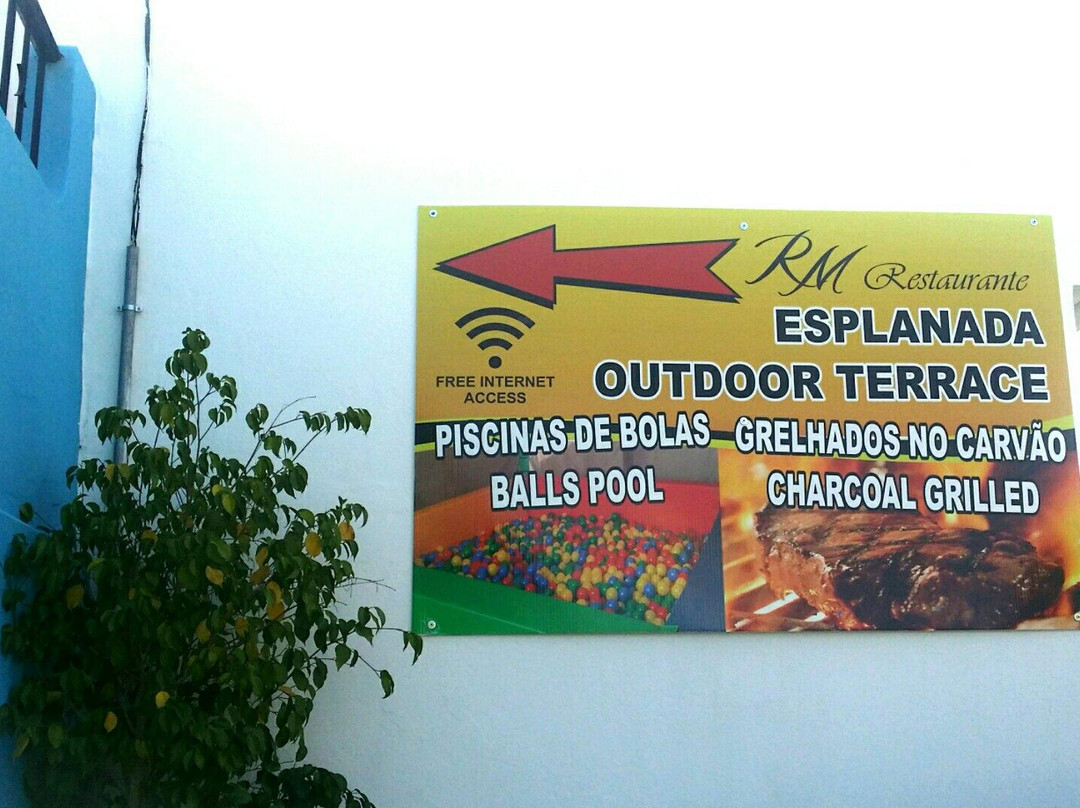 RM Restaurante
ESPLANADA
OUTDOOR TERRACE
FREE INTERNET
ACCESS
PISCINAS DE BOLAS
BALLS POOL
GRELHADOS NO CARVÃO
CHARCOAL GRILLED